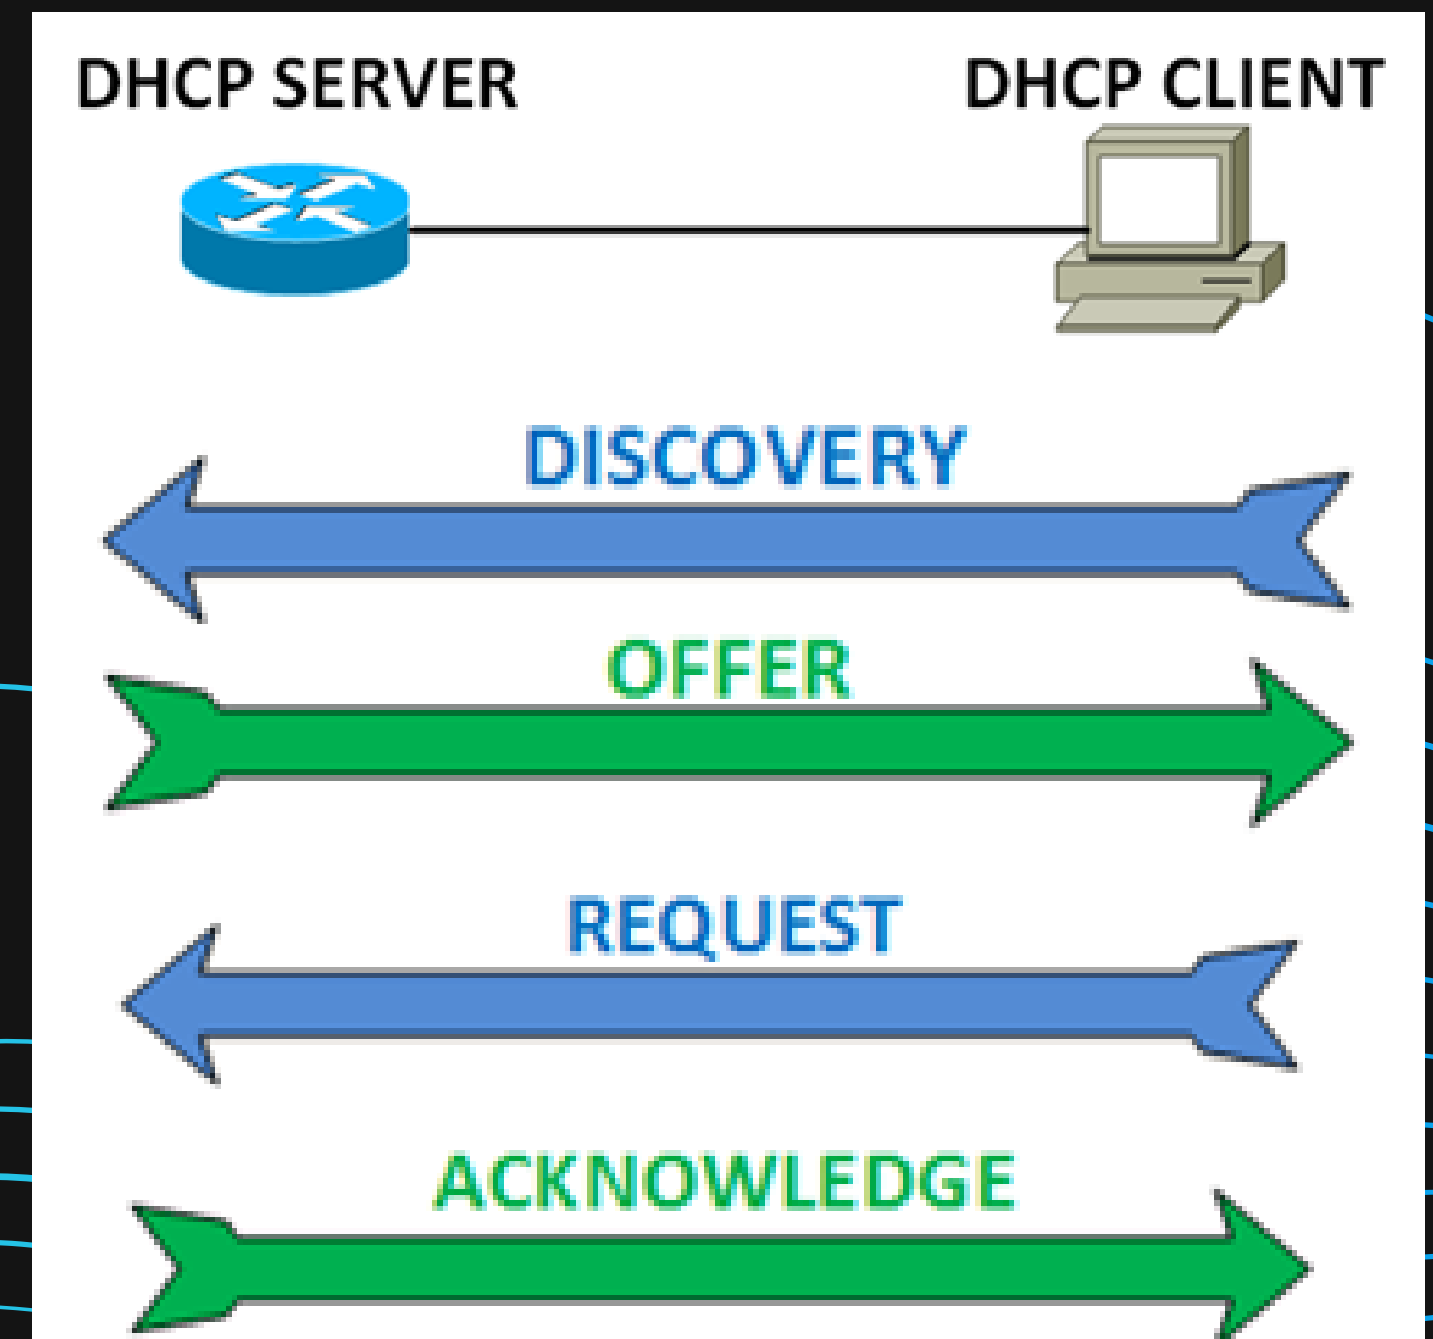 DHCP SERVER
DHCP CLIENT
DISCOVERY
OFFER
REQUEST
ACKNOWLEDGE